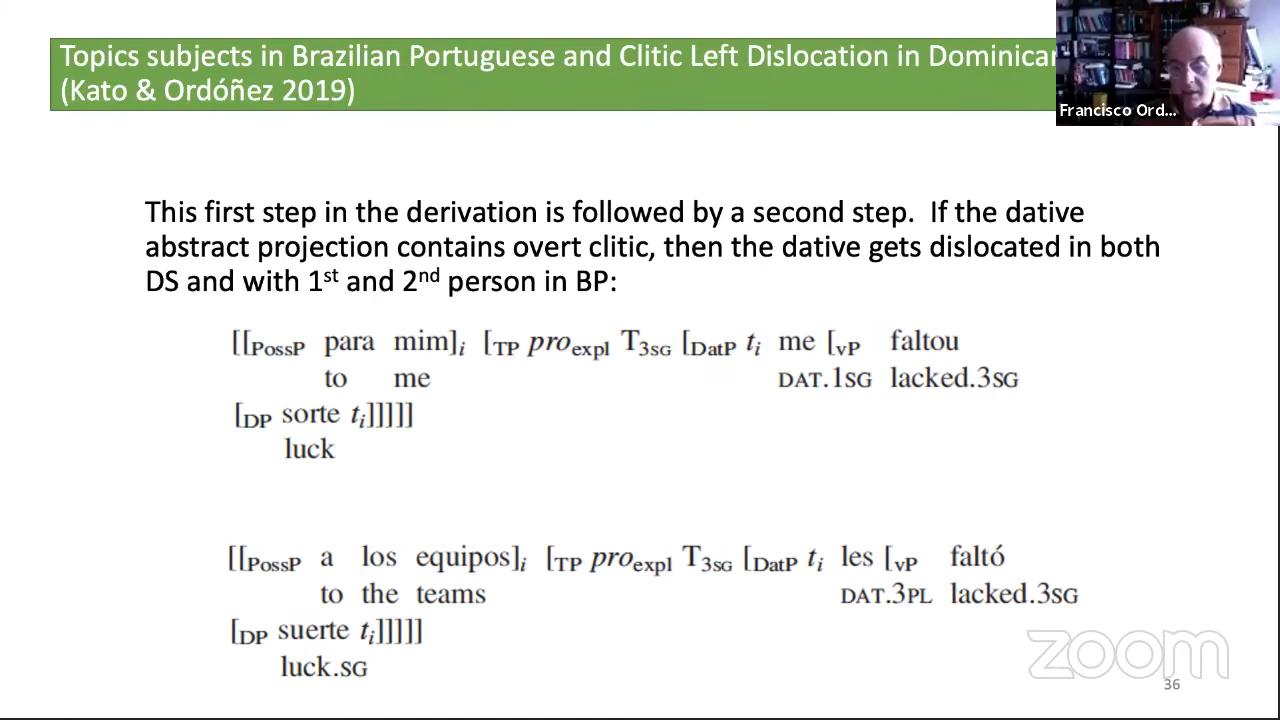 Topics subjects in Brazilian Portuguese and Clitic Left Dislocation in Dominican
(Kato & Ordóñez 2019)
Francisco Ord...
This first step in the derivation is followed by a second step. If the dative
abstract projection contains overt clitic, then the dative gets dislocated in both
DS and with 1st and 2nd person in BP:
[[PossP para mim]i [TP proexpl T3SG [DatP ti me [vP faltou
to me DAT.1SG lacked.3SG
[DP sorte ti]]]]]
luck
[[PossP a los equipos]i [TP proexpl T3SG [DatP ti les [vP faltó
to the teams DAT.3PL lacked.3SG
[DP suerte ti]]]]]
luck.SG
zoom
36